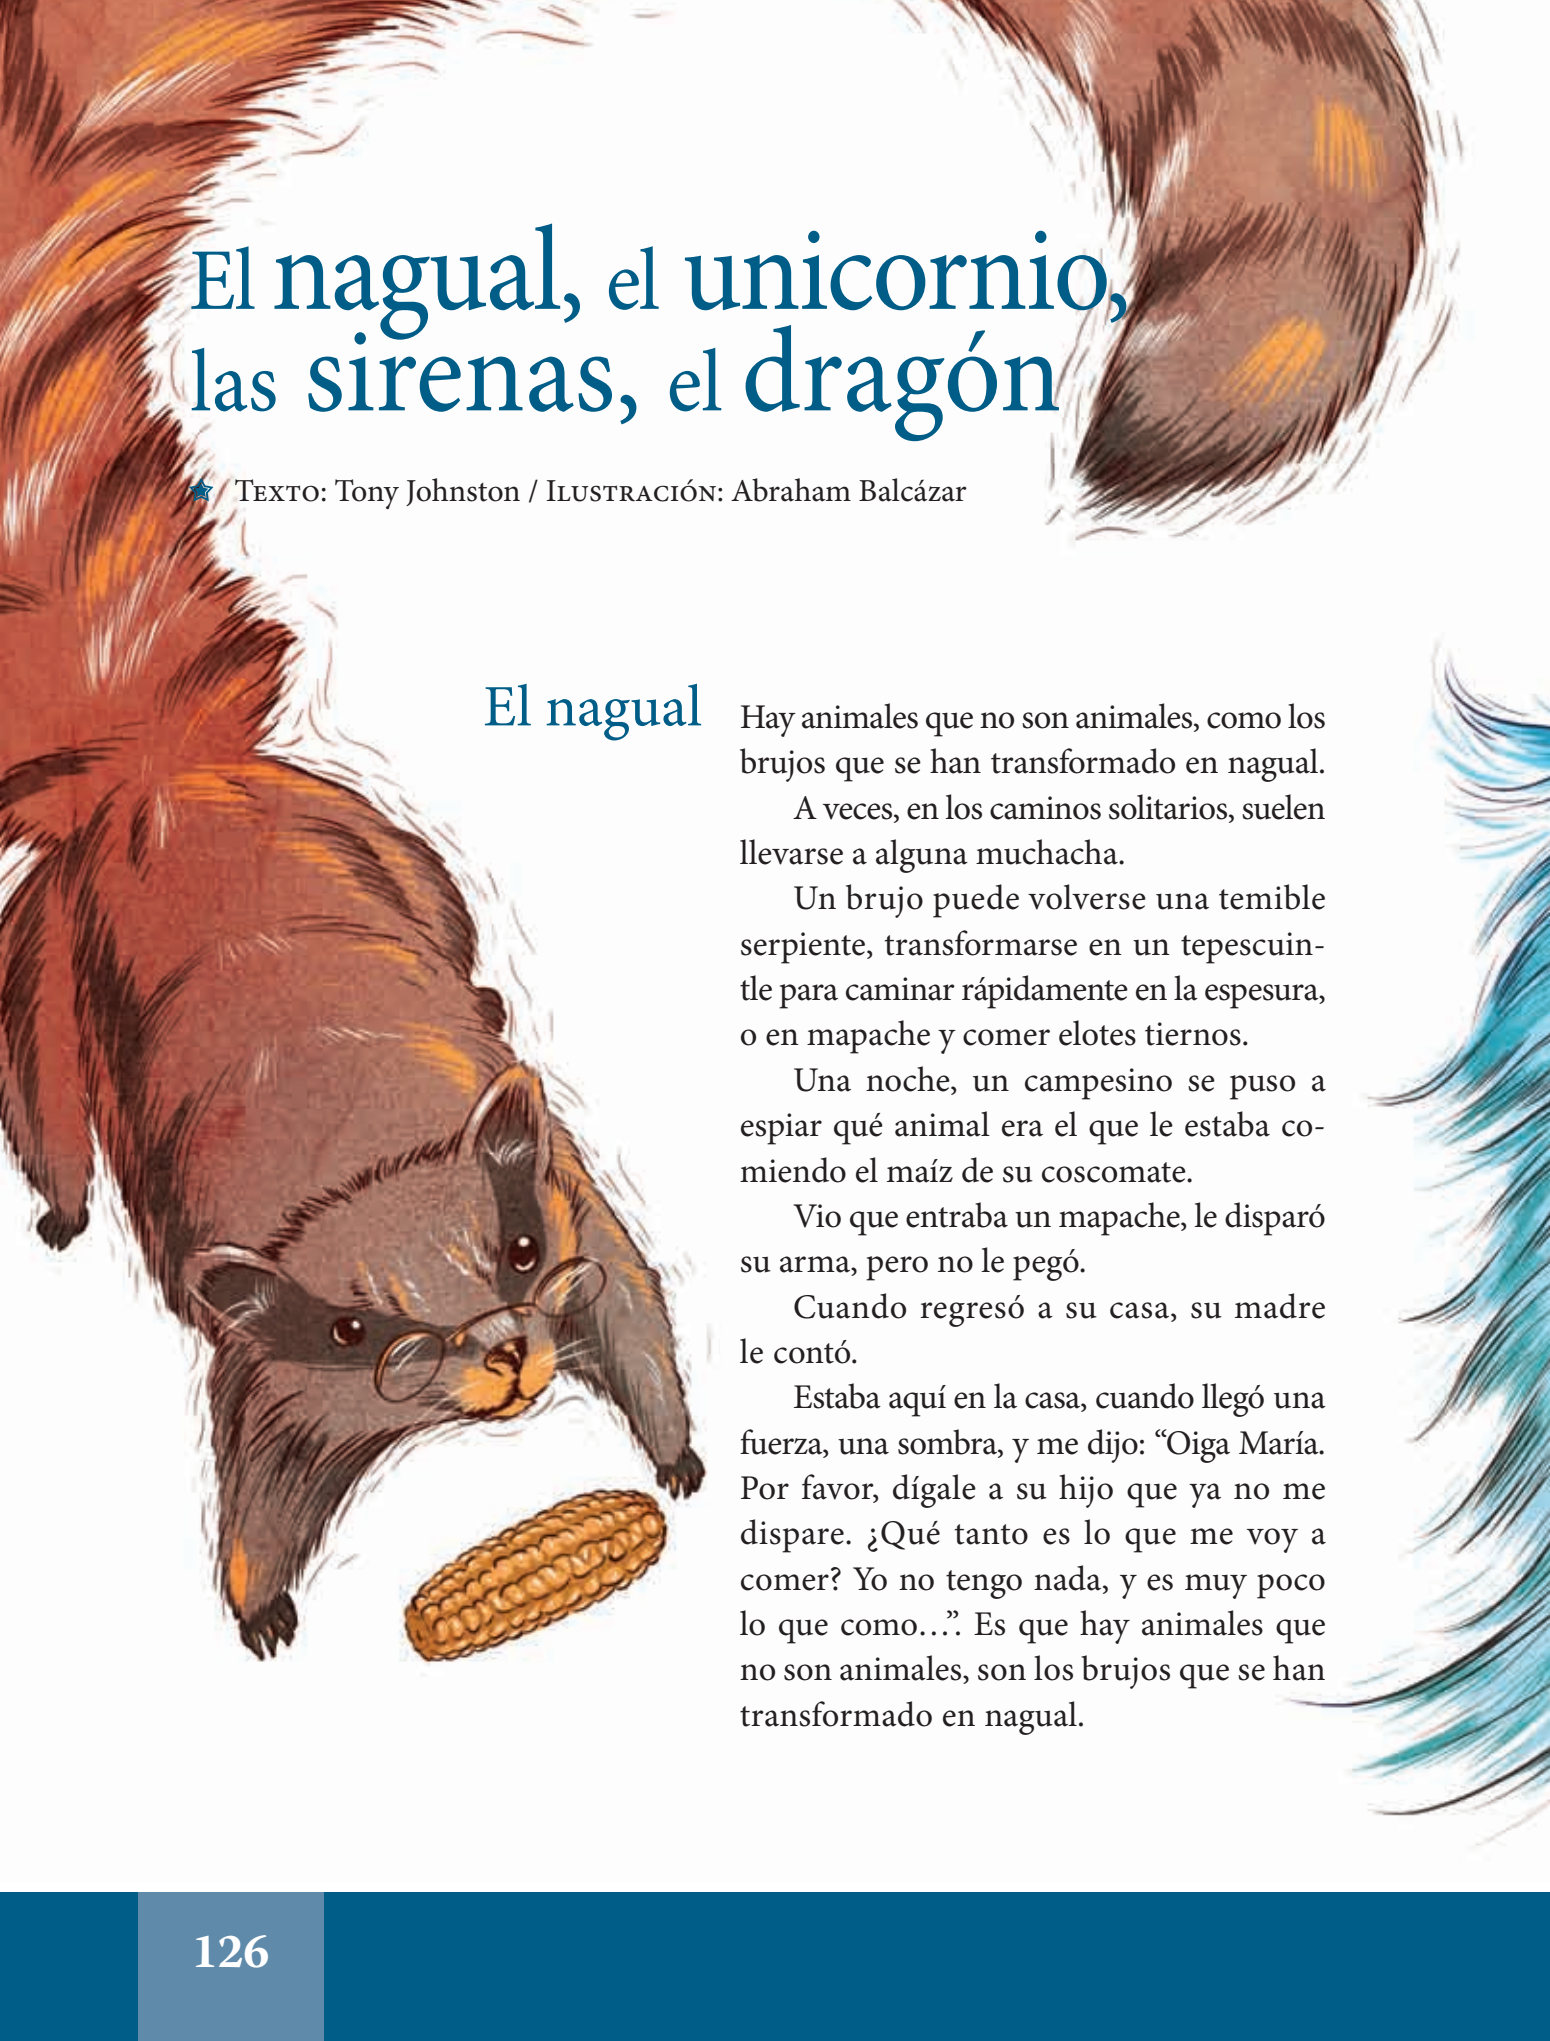 El nagual, el unicornio,
las sirenas, el dragón
Texto: Tony Johnston / Ilustración: Abraham Balcázar
El nagual
Hay animales que no son animales, como los
brujos que se han transformado en nagual.
A veces, en los caminos solitarios, suelen
llevarse a alguna muchacha.
Un brujo puede volverse una temible
serpiente, transformarse en un tepescuin-
tle para caminar rápidamente en la espesura,
o en mapache y comer elotes tiernos.
Una noche, un campesino se puso a
espiar qué animal era el que le estaba co-
miendo el maíz de su coscomate.
Vio que entraba un mapache, le disparó
su arma, pero no le pegó.
Cuando regresó a su casa, su madre
le contó.
Estaba aquí en la casa, cuando llegó una
fuerza, una sombra, y me dijo: “Oiga María.
Por favor, dígale a su hijo que ya no me
dispare. ¿Qué tanto es lo que me voy a
comer? Yo no tengo nada, y es muy poco
lo que como…”. Es que hay animales que
no son animales, son los brujos que se han
transformado en nagual.
126